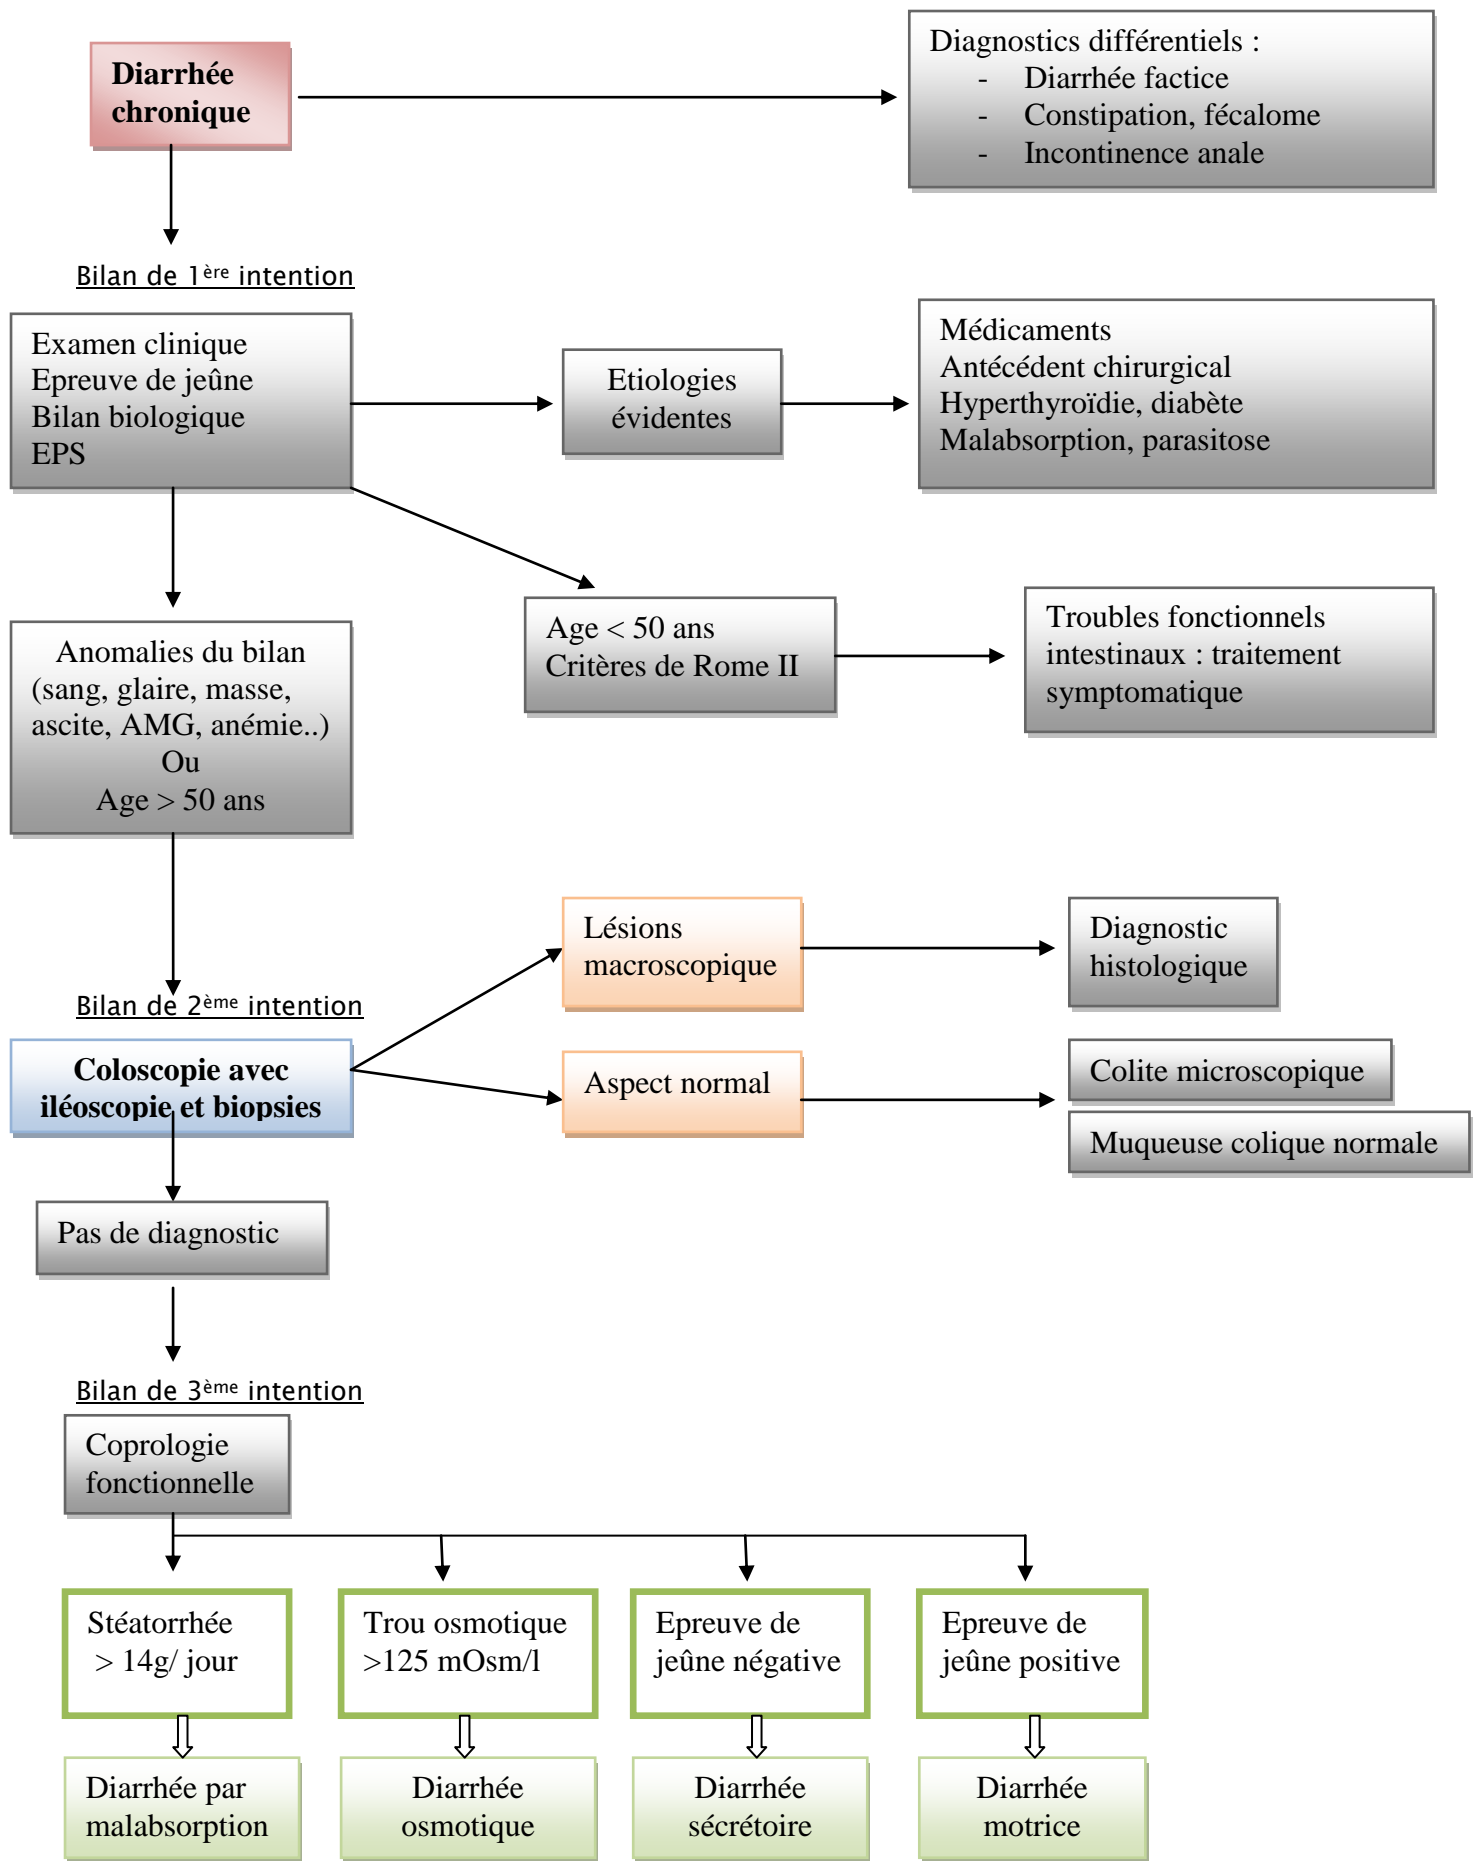 Diarrhée
chronique
Diagnostics différentiels :
- Diarrhée factice
- Constipation, fécalome
- Incontinence anale
Bilan de 1ère intention
Examen clinique
Epreuve de jeûne
Bilan biologique
EPS
Etiologies
évidentes
Médicaments
Antécédent chirurgical
Hyperthyroïdie, diabète
Malabsorption, parasitose
Anomalies du bilan
(sang, glaire, masse,
ascite, AMG, anémie..)
Ou
Age > 50 ans
Age < 50 ans
Critères de Rome II
Troubles fonctionnels
intestinaux : traitement
symptomatique
Bilan de 2ème intention
Coloscopie avec
iléoscopie et biopsies
Lésions
macroscopique
Diagnostic
histologique
Aspect normal
Colite microscopique
Muqueuse colique normale
Pas de diagnostic
Bilan de 3ème intention
Coprologie
fonctionnelle
Stéatorrhée
> 14g/ jour
Trou osmotique
>125 mOsm/l
Epreuve de
jeûne négative
Epreuve de
jeûne positive
Diarrhée par
malabsorption
Diarrhée
osmotique
Diarrhée
sécrétoire
Diarrhée
motrice